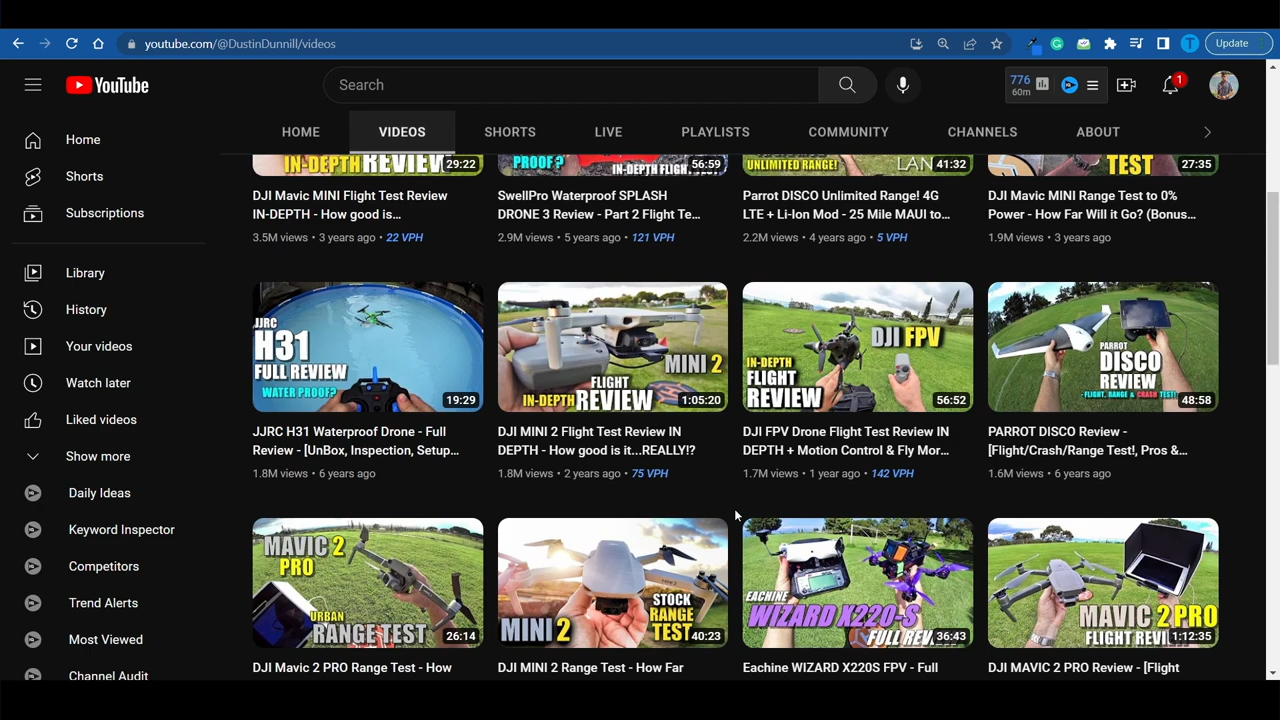 youtube.com/@DustinDunnill/videos
T
Update
YouTube
Search
776
60m
1
HOME
VIDEOS
SHORTS
LIVE
PLAYLISTS
COMMUNITY
CHANNELS
ABOUT
Home
Shorts
Subscriptions
Library
History
Your videos
Watch later
Liked videos
Show more
Daily Ideas
Keyword Inspector
Competitors
Trend Alerts
Most Viewed
Channel Audit
IN-DEPTH REVIEW
29:22
DJI Mavic MINI Flight Test Review
IN-DEPTH - How good is...
3.5M views • 3 years ago • 22 VPH
PROOF?
IN-DEPTH
56:59
SwellPro Waterproof SPLASH
DRONE 3 Review - Part 2 Flight Te...
2.9M views • 5 years ago • 121 VPH
UNLIMITED RANGE!
41:32
Parrot DISCO Unlimited Range! 4G
LTE + Li-Ion Mod - 25 Mile MAUI to...
2.2M views • 4 years ago • 5 VPH
TEST
27:35
DJI Mavic MINI Range Test to 0%
Power - How Far Will it Go? (Bonus...
1.9M views • 3 years ago
JJRC
H31
FULL REVIEW
WATER PROOF?
19:29
JJRC H31 Waterproof Drone - Full
Review - [UnBox, Inspection, Setup...
1.8M views • 6 years ago
MINI 2
FLIGHT
IN-DEPTH REVIEW
1:05:20
DJI MINI 2 Flight Test Review IN
DEPTH - How good is it...REALLY!?
1.8M views • 2 years ago • 75 VPH
DJI FPV
IN-DEPTH
FLIGHT
REVIEW
56:52
DJI FPV Drone Flight Test Review IN
DEPTH + Motion Control & Fly Mor...
1.7M views • 1 year ago • 142 VPH
PARROT
DISCO
REVIEW
- FLIGHT, RANGE & CRASH TEST!
48:58
PARROT DISCO Review -
[Flight/Crash/Range Test!, Pros &...
1.6M views • 6 years ago
MAVIC 2
PRO
URBAN
RANGE TEST
26:14
DJI Mavic 2 PRO Range Test - How
MINI 2
STOCK
RANGE
TEST
40:23
DJI MINI 2 Range Test - How Far
EACHINE
WIZARD X220-S
FULL REV
36:43
Eachine WIZARD X220S FPV - Full
MAVIC 2 PRO
FLIGHT REVI
1:12:35
DJI MAVIC 2 PRO Review - [Flight